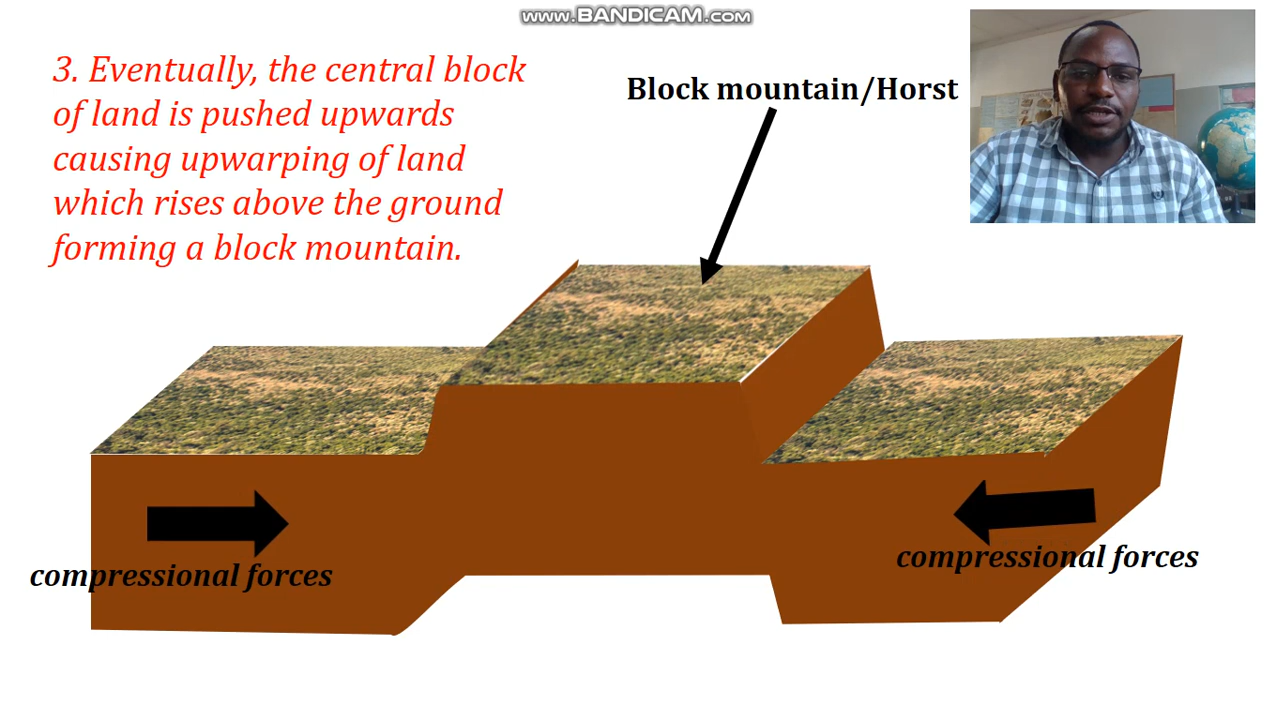 www.BANDICAM.com
3. Eventually, the central block
of land is pushed upwards
causing upwarping of land
which rises above the ground
forming a block mountain.
Block mountain/Horst
compressional forces
compressional forces